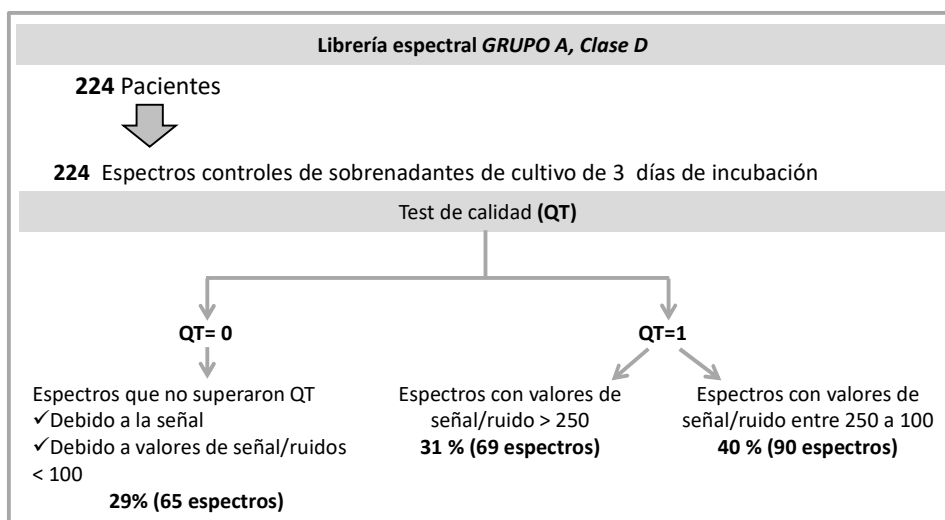 Librería espectral GRUPO A, Clase D
224 Pacientes
224 Espectros controles de sobrenadantes de cultivo de 3 días de incubación
Test de calidad (QT)
QT= 0
QT=1
Espectros que no superaron QT
✓Debido a la señal
✓Debido a valores de señal/ruidos
< 100
29% (65 espectros)
Espectros con valores de
señal/ruido > 250
31 % (69 espectros)
Espectros con valores de
señal/ruido entre 250 a 100
40 % (90 espectros)